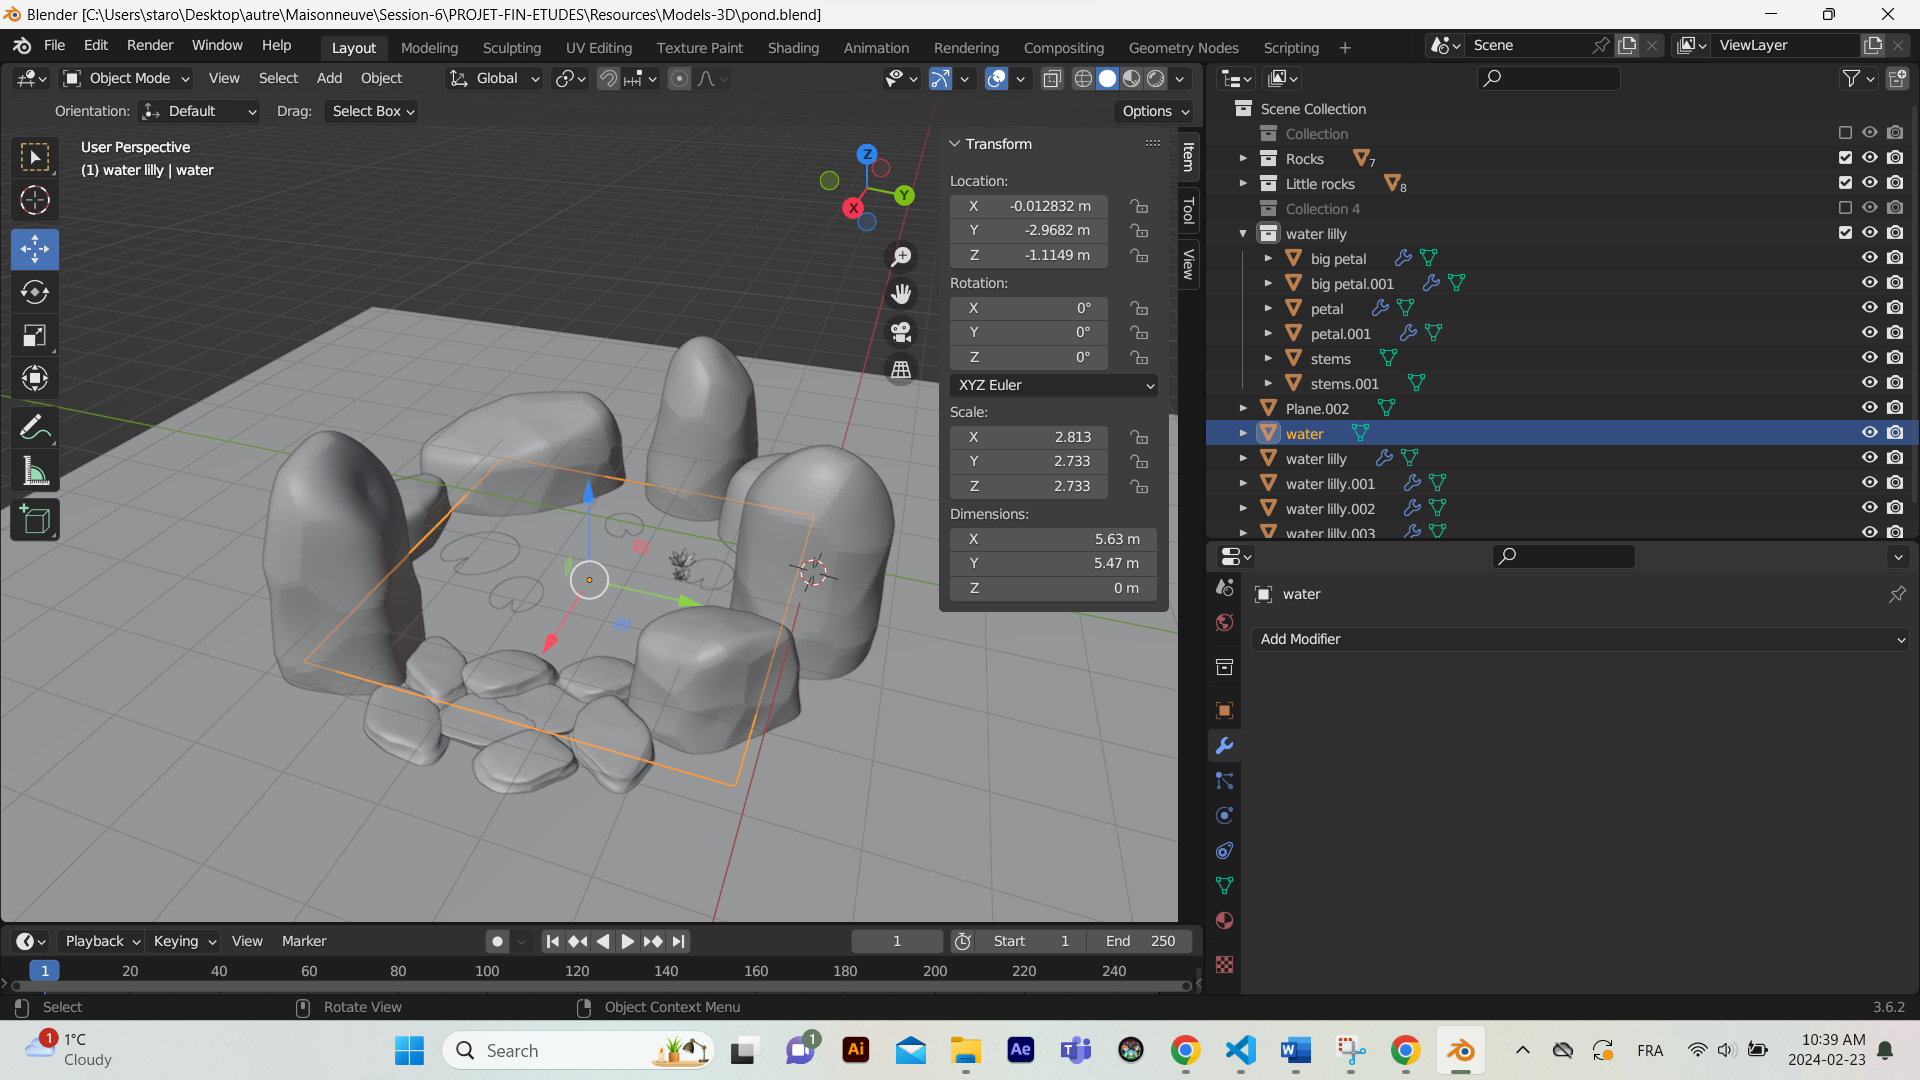 Blender [C:\Users\staro\Desktop\autre\Maisonneuve\Session-6\PROJET-FIN-ETUDES\Resources\Models-3D\pond.blend]
File Edit Render Window Help Layout Modeling Sculpting UV Editing Texture Paint Shading Animation Rendering Compositing Geometry Nodes Scripting + Scene ViewLayer
Object Mode View Select Add Object Global
Orientation: Default Drag: Select Box Options
User Perspective
(1) water lilly | water
Z
Y
X
Transform
Location:
X -0.012832 m
Y -2.9682 m
Z -1.1149 m
Rotation:
X 0°
Y 0°
Z 0°
XYZ Euler
Scale:
X 2.813
Y 2.733
Z 2.733
Dimensions:
X 5.63 m
Y 5.47 m
Z 0 m
Item
Tool
View
Scene Collection
Collection
Rocks 7
Little rocks 8
Collection 4
water lilly
big petal
big petal.001
petal
petal.001
stems
stems.001
Plane.002
water
water lilly
water lilly.001
water lilly.002
water lilly.003
water
Add Modifier
Playback Keying View Marker 1 Start 1 End 250
1 20 40 60 80 100 120 140 160 180 200 220 240
Select Rotate View Object Context Menu 3.6.2
1 1°C
Cloudy
Search
1
Ai
Ae
FRA
10:39 AM
2024-02-23